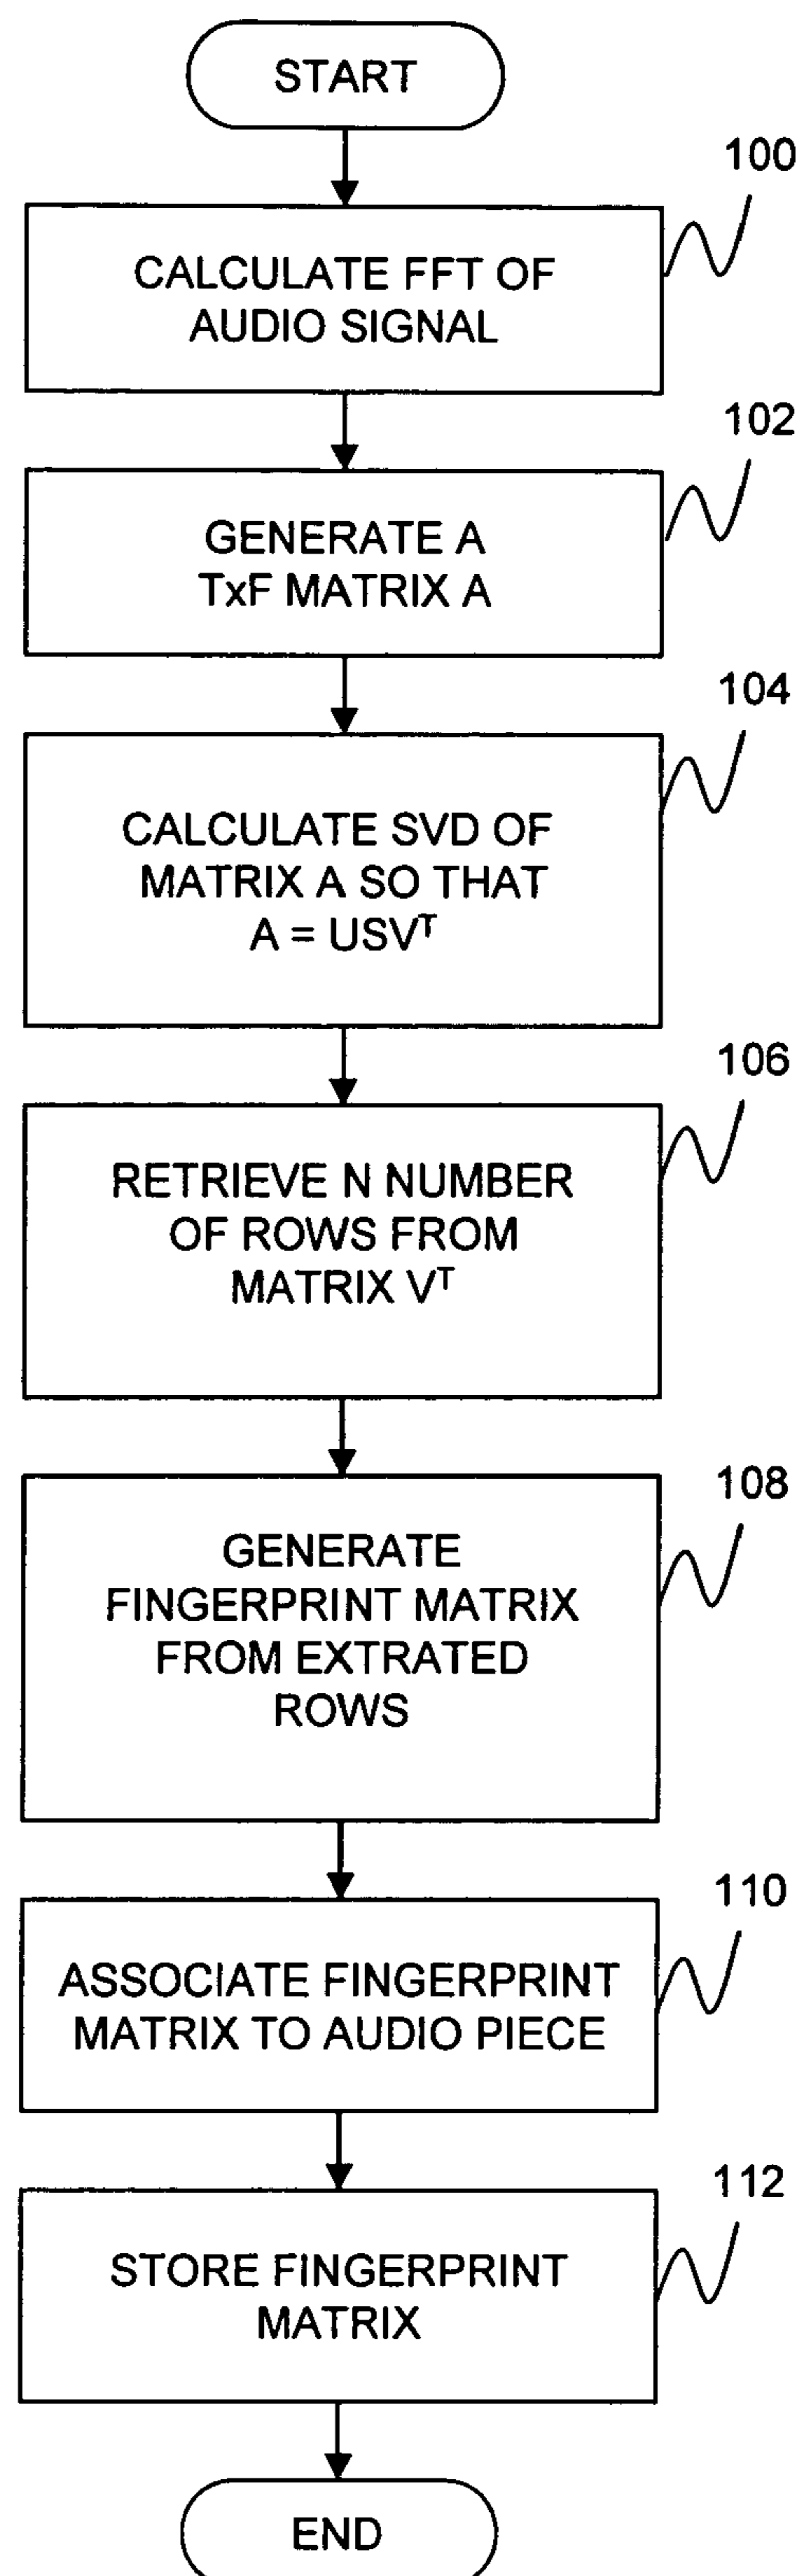 START
100
CALCULATE FFT OF
AUDIO SIGNAL
102
GENERATE A
TxF MATRIX A
104
CALCULATE SVD OF
MATRIX A SO THAT
A = USVᵀ
106
RETRIEVE N NUMBER
OF ROWS FROM
MATRIX Vᵀ
108
GENERATE
FINGERPRINT MATRIX
FROM EXTRATED
ROWS
110
ASSOCIATE FINGERPRINT
MATRIX TO AUDIO PIECE
112
STORE FINGERPRINT
MATRIX
END